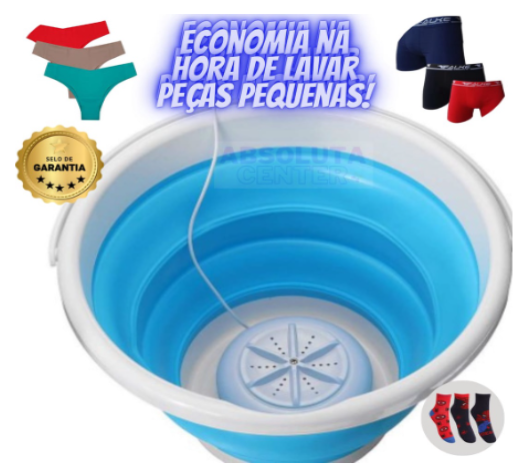 ECONOMIA NA
HORA DE LAVAR
PEÇAS PEQUENAS!
SELO DE
GARANTIA
ABSOLUTA
CENTER